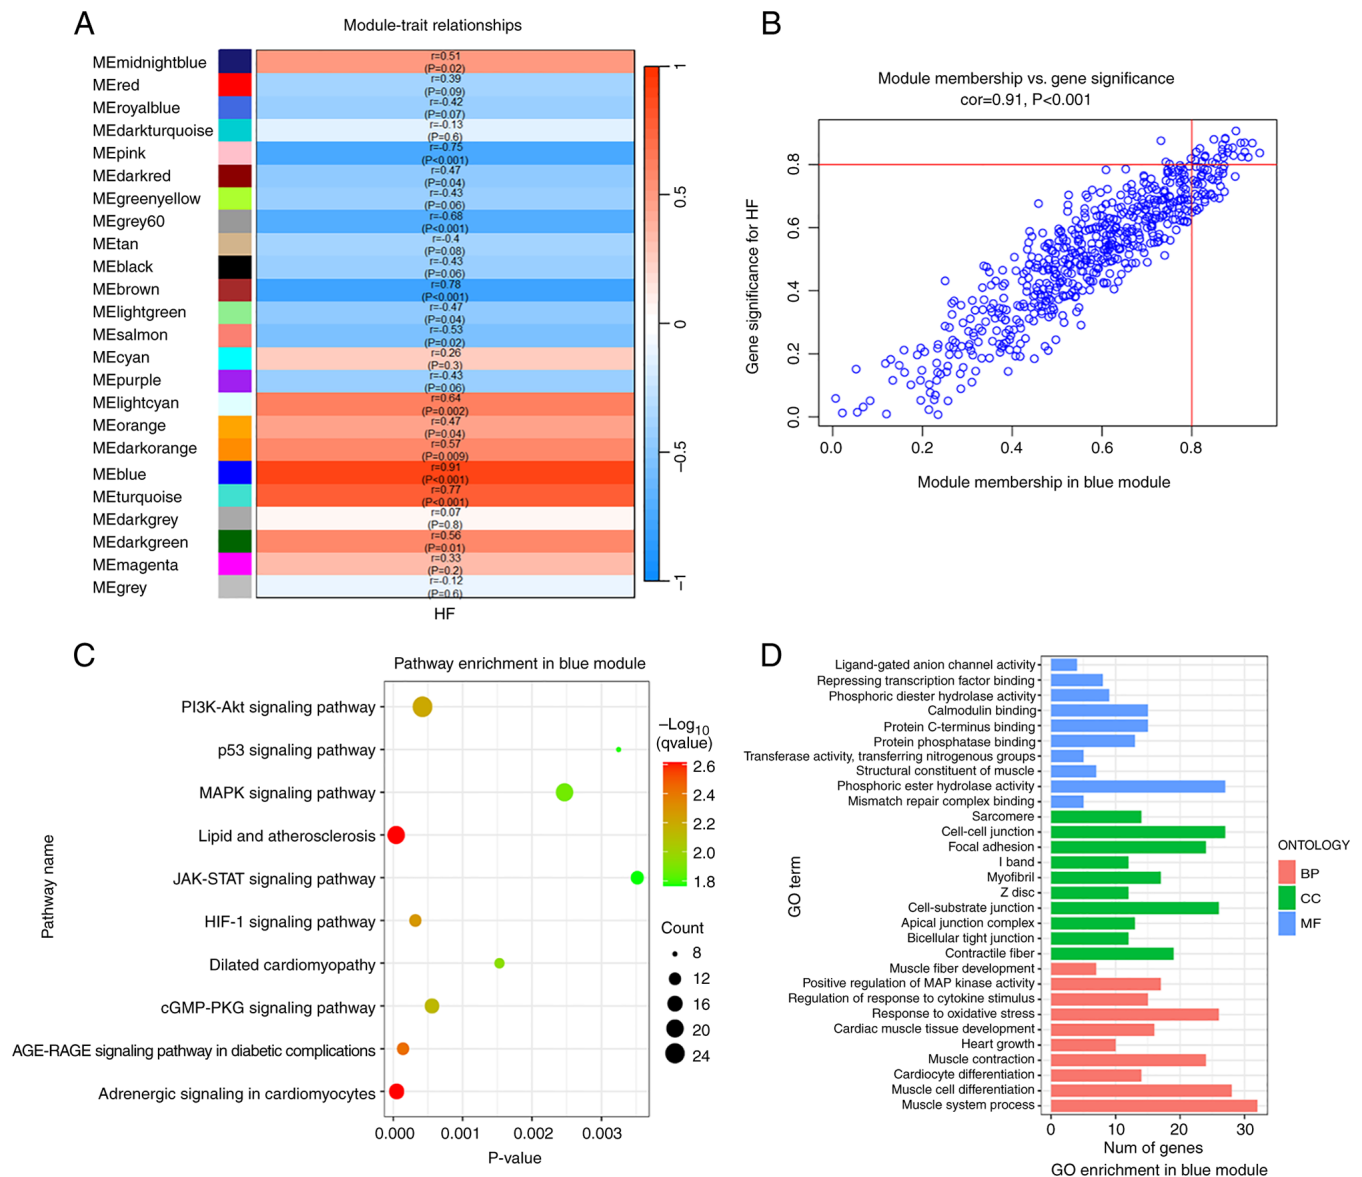 A
Module-trait relationships
MEmidnightblue
r=0.51
(P=0.02)
MEred
r=0.39
(P=0.09)
MEroyalblue
r=-0.42
(P=0.07)
MEdarkturquoise
r=-0.13
(P=0.6)
MEpink
r=-0.75
(P<0.001)
MEdarkred
r=0.47
(P=0.04)
MEgreenyellow
r=-0.43
(P=0.06)
MEgrey60
r=-0.68
(P<0.001)
MEtan
r=-0.4
(P=0.08)
MEblack
r=-0.43
(P=0.06)
MEbrown
r=0.78
(P<0.001)
MElightgreen
r=-0.47
(P=0.04)
MEsalmon
r=-0.53
(P=0.02)
MEcyan
r=0.26
(P=0.3)
MEpurple
r=-0.43
(P=0.06)
MElightcyan
r=0.64
(P=0.002)
MEorange
r=0.47
(P=0.04)
MEdarkorange
r=0.57
(P=0.009)
MEblue
r=0.91
(P<0.001)
MEturquoise
r=0.77
(P<0.001)
MEdarkgrey
r=0.07
(P=0.8)
MEdarkgreen
r=0.56
(P=0.01)
MEmagenta
r=0.33
(P=0.2)
MEgrey
r=-0.12
(P=0.6)
HF
1
0.5
0
−0.5
−1
B
Module membership vs. gene significance
cor=0.91, P<0.001
Gene significance for HF
0.8
0.6
0.4
0.2
0.0
0.0 0.2 0.4 0.6 0.8
Module membership in blue module
C
Pathway enrichment in blue module
Pathway name
PI3K-Akt signaling pathway
p53 signaling pathway
MAPK signaling pathway
Lipid and atherosclerosis
JAK-STAT signaling pathway
HIF-1 signaling pathway
Dilated cardiomyopathy
cGMP-PKG signaling pathway
AGE-RAGE signaling pathway in diabetic complications
Adrenergic signaling in cardiomyocytes
0.000 0.001 0.002 0.003
P-value
−Log10
(qvalue)
2.6
2.4
2.2
2.0
1.8
Count
8
12
16
20
24
D
GO term
Ligand-gated anion channel activity
Repressing transcription factor binding
Phosphoric diester hydrolase activity
Calmodulin binding
Protein C-terminus binding
Protein phosphatase binding
Transferase activity, transferring nitrogenous groups
Structural constituent of muscle
Phosphoric ester hydrolase activity
Mismatch repair complex binding
Sarcomere
Cell-cell junction
Focal adhesion
I band
Myofibril
Z disc
Cell-substrate junction
Apical junction complex
Bicellular tight junction
Contractile fiber
Muscle fiber development
Positive regulation of MAP kinase activity
Regulation of response to cytokine stimulus
Response to oxidative stress
Cardiac muscle tissue development
Heart growth
Muscle contraction
Cardiocyte differentiation
Muscle cell differentiation
Muscle system process
0 10 20 30
Num of genes
GO enrichment in blue module
ONTOLOGY
BP
CC
MF